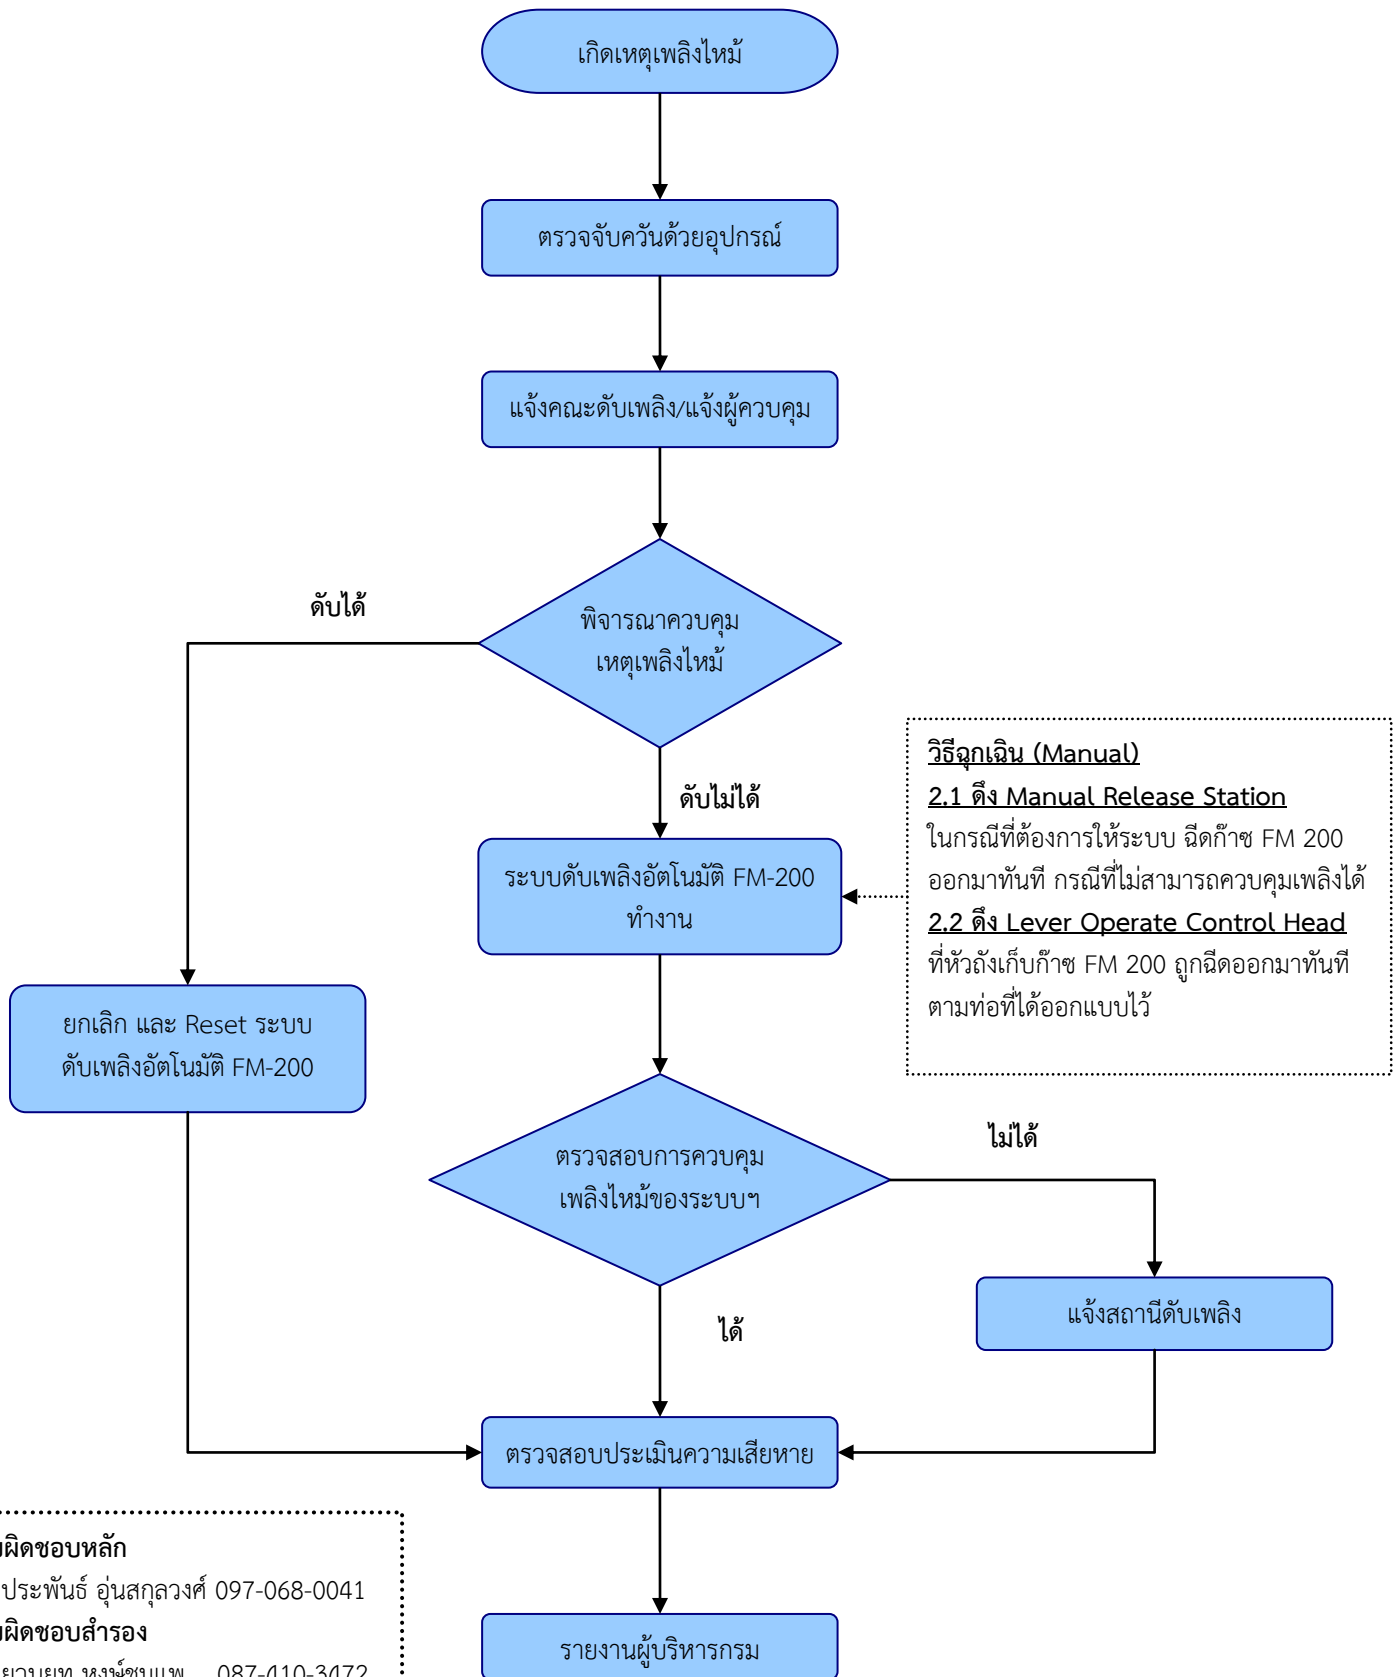 เกิดเหตุเพลิงไหม้
ตรวจจับควันด้วยอุปกรณ์
แจ้งคณะดับเพลิง/แจ้งผู้ควบคุม
ดับได้
พิจารณาควบคุม
เหตุเพลิงไหม้
ดับไม่ได้
วิธีฉุกเฉิน (Manual)
2.1 ดึง Manual Release Station
ในกรณีที่ต้องการให้ระบบ ฉีดก๊าซ FM 200
ออกมาทันที กรณีที่ไม่สามารถควบคุมเพลิงได้
2.2 ดึง Lever Operate Control Head
ที่หัวถังเก็บก๊าซ FM 200 ถูกฉีดออกมาทันที
ตามท่อที่ได้ออกแบบไว้
ระบบดับเพลิงอัตโนมัติ FM-200
ทำงาน
ยกเลิก และ Reset ระบบ
ดับเพลิงอัตโนมัติ FM-200
ตรวจสอบการควบคุม
เพลิงไหม้ของระบบฯ
ไม่ได้
แจ้งสถานีดับเพลิง
ได้
ตรวจสอบประเมินความเสียหาย
ผิดชอบหลัก
ประพันธ์ อุ่นสกุลวงศ์ 097-068-0041
ผิดชอบสำรอง
087-410-3472
รายงานผู้บริหารกรม